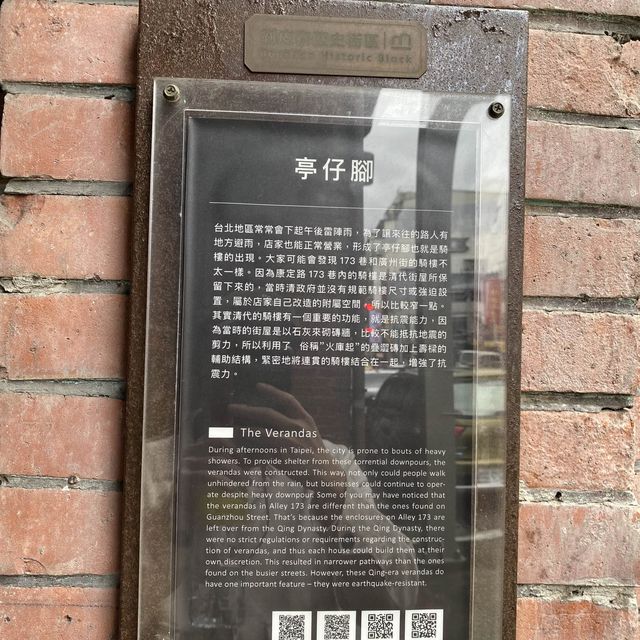 剝皮寮歷史街區
Historic Block
亭仔腳
台北地區常常會下起午後雷陣雨，為了讓來往的路人有
地方避雨，店家也能正常營業，形成了亭仔腳也就是騎
樓的出現。大家可能會發現 173 巷和廣州街的騎樓不
太一樣。因為康定路 173 巷內的騎樓是清代街屋所保
留下來的，當時清政府並沒有規範騎樓尺寸或強迫設
置，屬於店家自己改造的附屬空間，所以比較窄一點。
其實清代的騎樓有一個重要的功能，就是抗震能力，因
為當時的街屋是以石灰來砌磚牆，比較不能抵抗地震的
剪力，所以利用了 俗稱"火庫起"的疊澀磚加上壽樑的
輔助結構，緊密地將連貫的騎樓結合在一起，增強了抗
震力。
The Verandas
During afternoons in Taipei, the city is prone to bouts of heavy
showers. To provide shelter from these torrential downpours, the
verandas were constructed. This way, not only could people walk
unhindered from the rain, but businesses could continue to oper-
ate despite heavy downpour. Some of you may have noticed that
the verandas in Alley 173 are different than the ones found on
Guanzhou Street. That's because the enclosures on Alley 173 are
left over from the Qing Dynasty. During the Qing Dynasty, there
were no strict regulations or requirements regarding the construc-
tion of verandas, and thus each house could build them at their
own discretion. This resulted in narrower pathways than the ones
found on the busier streets. However, these Qing-era verandas do
have one important feature – they were earthquake-resistant.